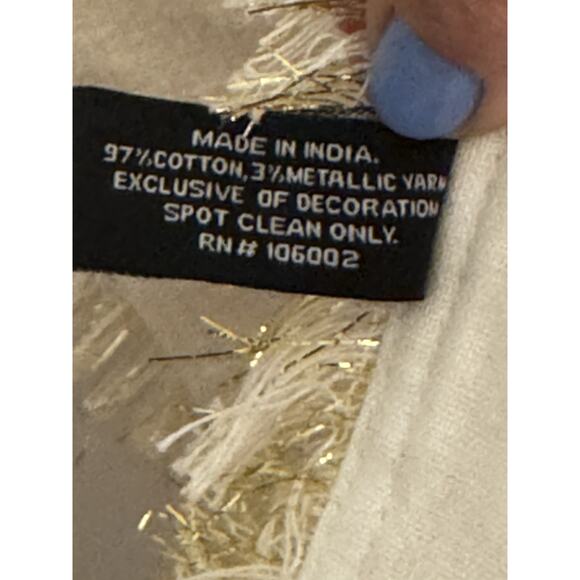 MADE IN INDIA.
97%COTTON,3%METALLIC YARN
EXCLUSIVE OF DECORATION
SPOT CLEAN ONLY.
RN# 106002